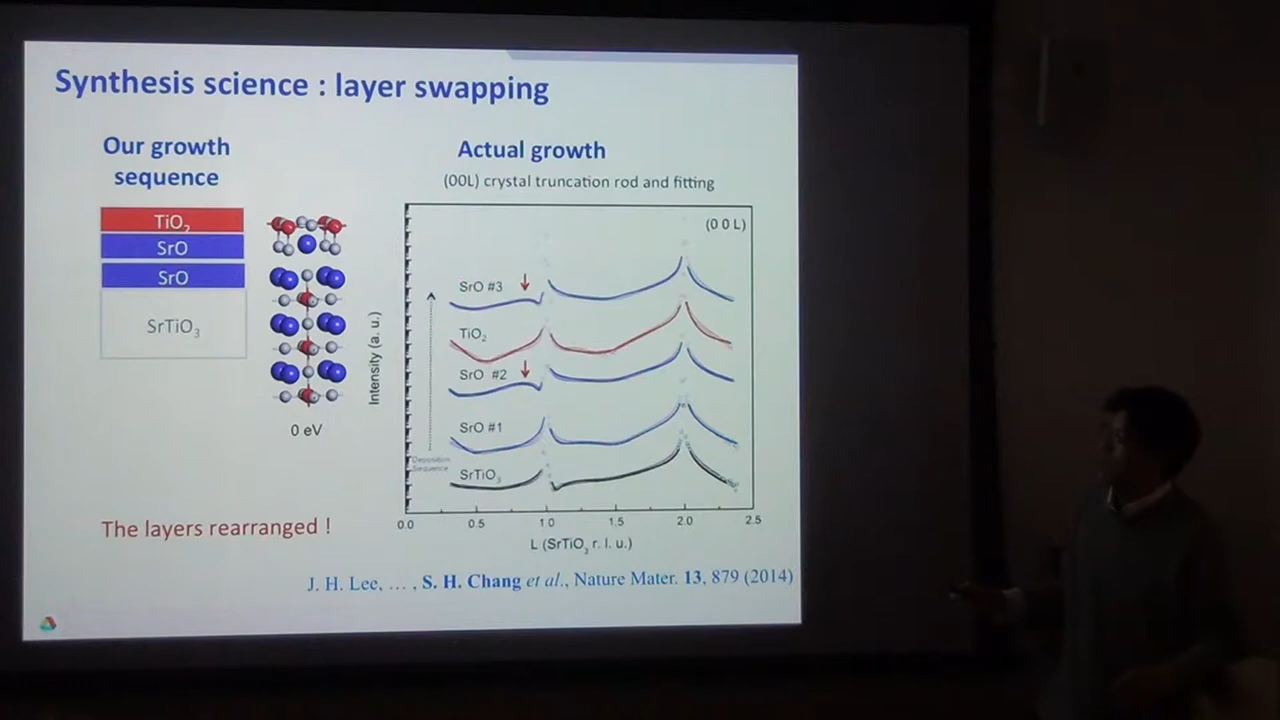 Synthesis science : layer swapping
Our growth
sequence
TiO₂
SrO
SrO
SrTiO₃
0 eV
The layers rearranged !
Actual growth
(00L) crystal truncation rod and fitting
(0 0 L)
SrO #3
TiO₂
SrO #2
SrO #1
Deposition
Sequence
SrTiO₃
Intensity (a. u.)
0.0 0.5 1.0 1.5 2.0 2.5
L (SrTiO₃ r. l. u.)
J. H. Lee, ... , S. H. Chang et al., Nature Mater. 13, 879 (2014)